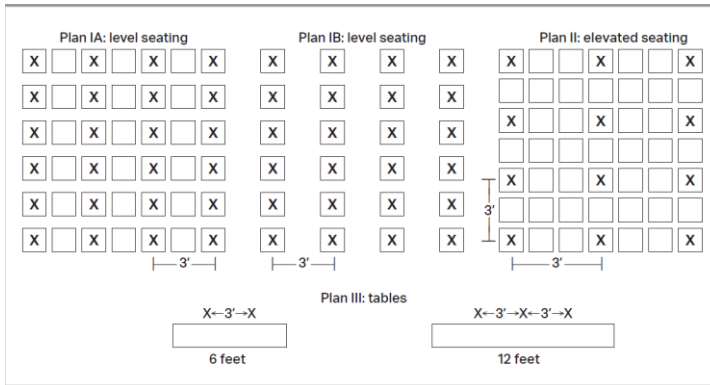 Plan IA: level seating
Plan IB: level seating
Plan II: elevated seating
X X X X X X X X X X X
X X X X X X X X
X X X
X X X X X X X X
X X X X X X X X
X X X
3'
X X X X X X X X
X X X X X X X X X X X
3'
3'
3'
Plan III: tables
X←3'→X
X←3'→X←3'→X
6 feet
12 feet